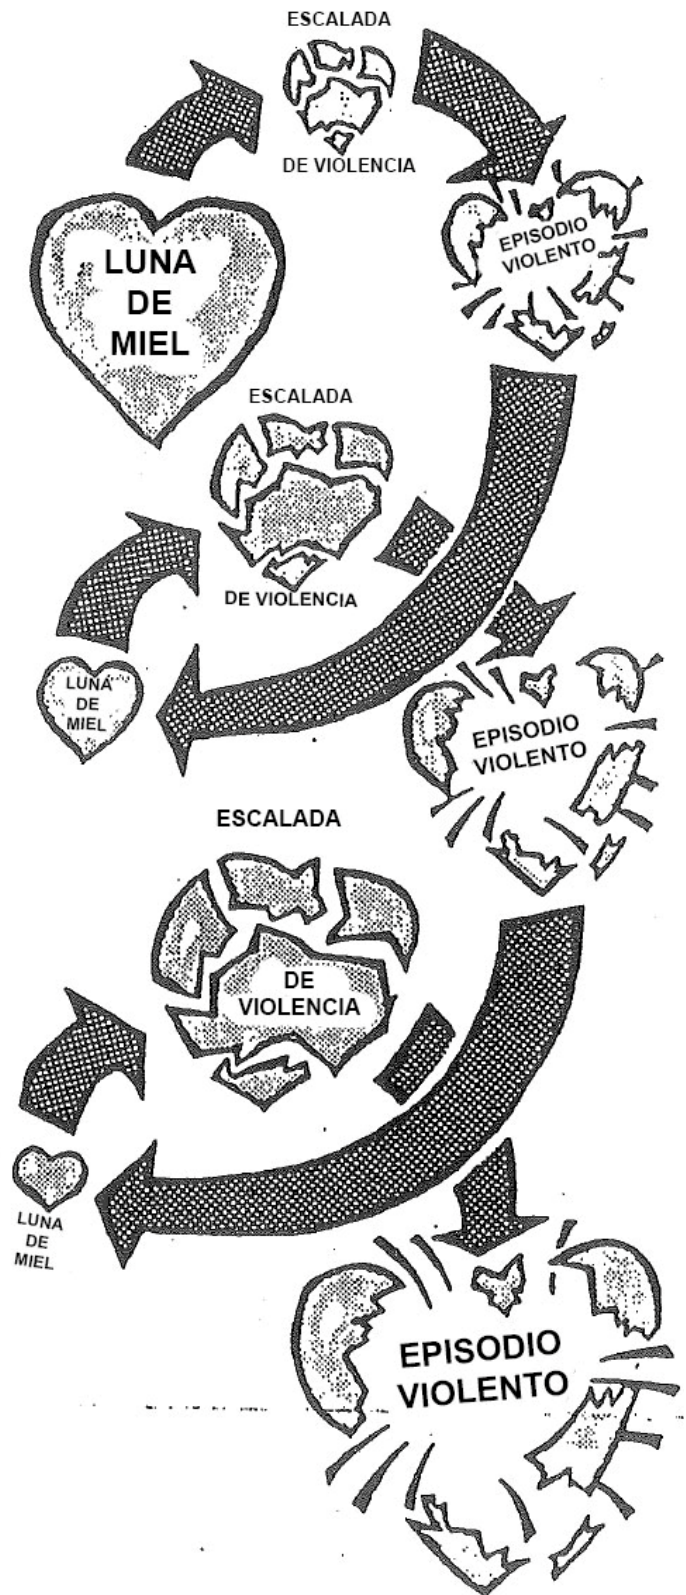 ESCALADA
DE VIOLENCIA
LUNA
DE
MIEL
EPISODIO
VIOLENTO
ESCALADA
DE VIOLENCIA
LUNA
DE
MIEL
EPISODIO
VIOLENTO
ESCALADA
DE
VIOLENCIA
LUNA
DE
MIEL
EPISODIO
VIOLENTO